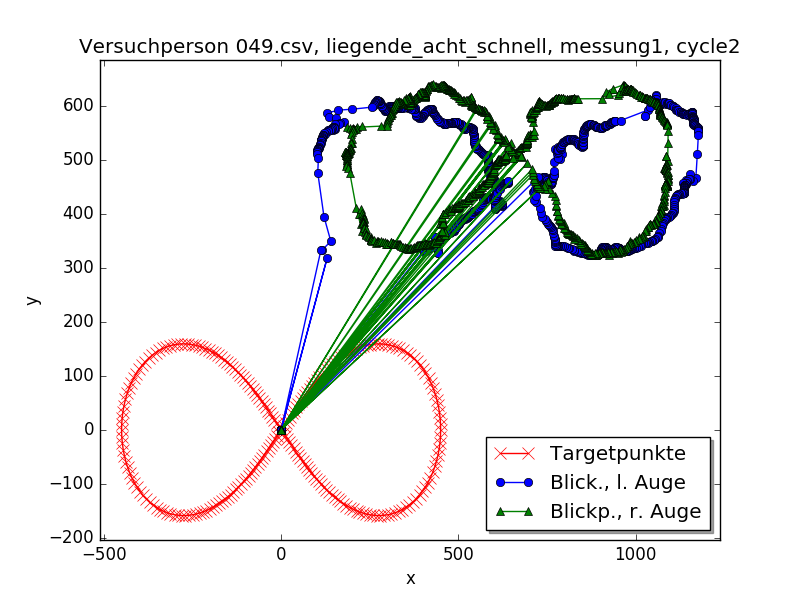 Versuchperson 049.csv, liegende_acht_schnell, messung1, cycle2
600
500
400
300
200
100
0
−100
−200
y
−500
0
500
1000
x
Targetpunkte
Blick., l. Auge
Blickp., r. Auge